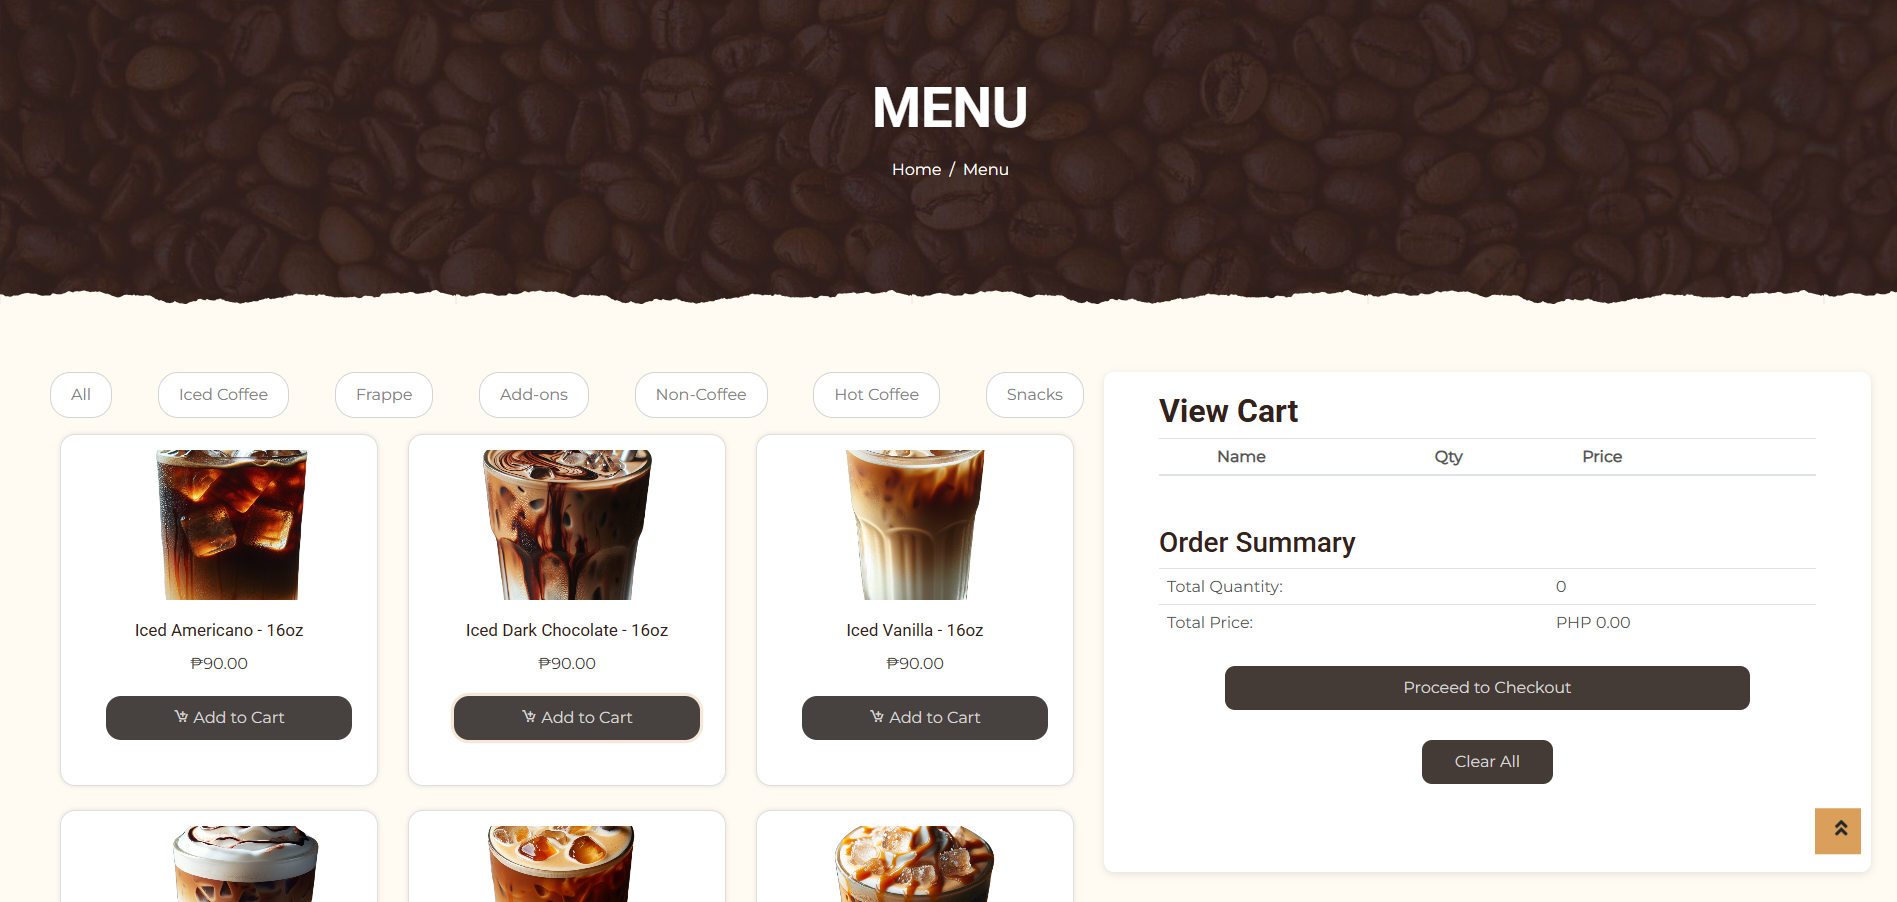 MENU
Home / Menu
All
Iced Coffee
Frappe
Add-ons
Non-Coffee
Hot Coffee
Snacks
Iced Americano - 16oz
₱90.00
Add to Cart
Iced Dark Chocolate - 16oz
₱90.00
Add to Cart
Iced Vanilla - 16oz
₱90.00
Add to Cart
View Cart
Name Qty Price
Order Summary
Total Quantity: 0
Total Price: PHP 0.00
Proceed to Checkout
Clear All